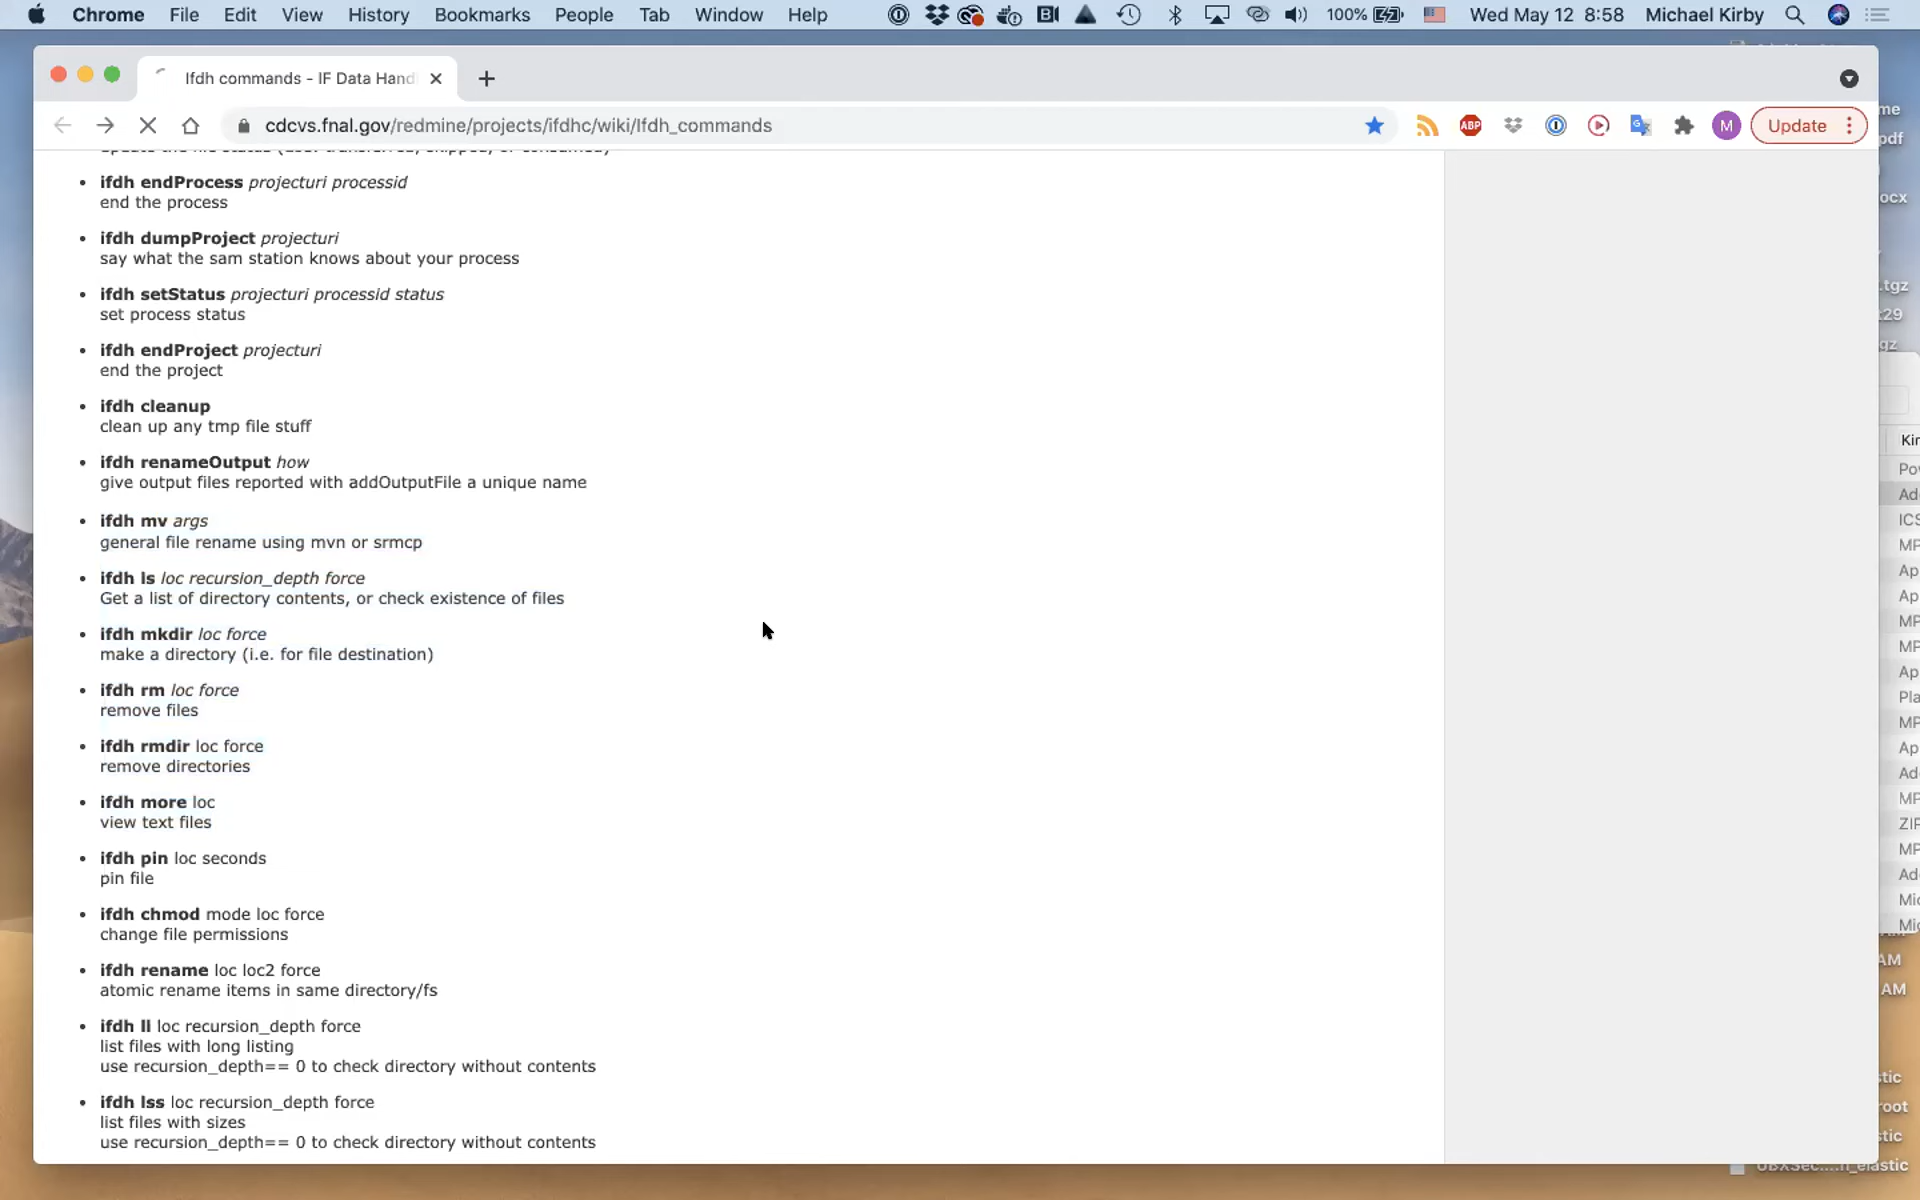 Chrome File Edit View History Bookmarks People Tab Window Help 100% Wed May 12 8:58 Michael Kirby
Ifdh commands - IF Data Hand
cdcvs.fnal.gov/redmine/projects/ifdhc/wiki/Ifdh_commands ABP M Update
ifdh endProcess projecturi processid
end the process
ifdh dumpProject projecturi
say what the sam station knows about your process
ifdh setStatus projecturi processid status
set process status
ifdh endProject projecturi
end the project
ifdh cleanup
clean up any tmp file stuff
ifdh renameOutput how
give output files reported with addOutputFile a unique name
ifdh mv args
general file rename using mvn or srmcp
ifdh ls loc recursion_depth force
Get a list of directory contents, or check existence of files
ifdh mkdir loc force
make a directory (i.e. for file destination)
ifdh rm loc force
remove files
ifdh rmdir loc force
remove directories
ifdh more loc
view text files
ifdh pin loc seconds
pin file
ifdh chmod mode loc force
change file permissions
ifdh rename loc loc2 force
atomic rename items in same directory/fs
ifdh ll loc recursion_depth force
list files with long listing
use recursion_depth== 0 to check directory without contents
ifdh lss loc recursion_depth force
list files with sizes
use recursion_depth== 0 to check directory without contents